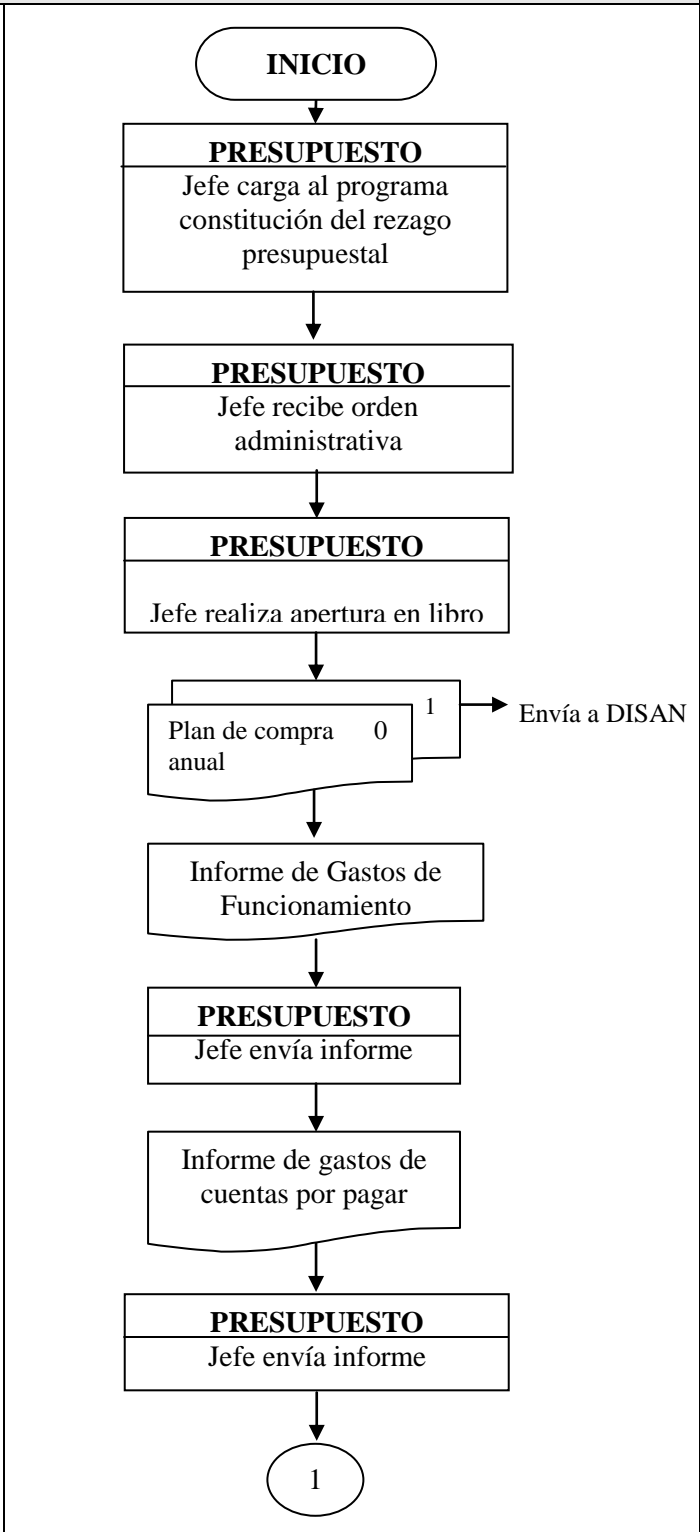 INICIO
PRESUPUESTO
Jefe carga al programa
constitución del rezago
presupuestal
PRESUPUESTO
Jefe recibe orden
administrativa
PRESUPUESTO
Jefe realiza apertura en libro
1
Envía a DISAN
Plan de compra 0
anual
Informe de Gastos de
Funcionamiento
PRESUPUESTO
Jefe envía informe
Informe de gastos de
cuentas por pagar
PRESUPUESTO
Jefe envía informe
1